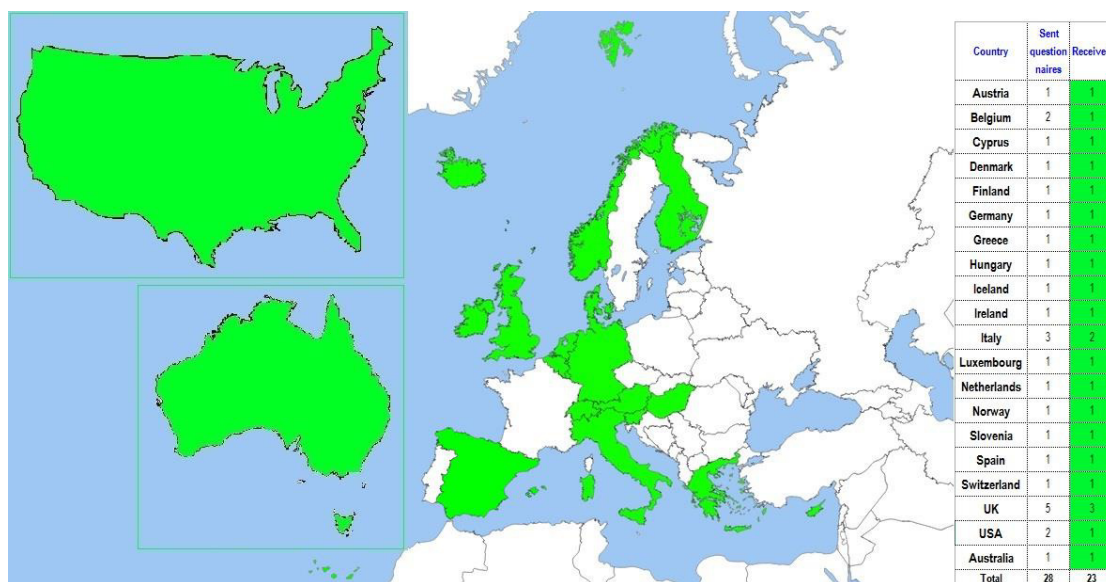 Country Sent question naires Receive
Austria 1 1
Belgium 2 1
Cyprus 1 1
Denmark 1 1
Finland 1 1
Germany 1 1
Greece 1 1
Hungary 1 1
Iceland 1 1
Ireland 1 1
Italy 3 2
Luxembourg 1 1
Netherlands 1 1
Norway 1 1
Slovenia 1 1
Spain 1 1
Switzerland 1 1
UK 5 3
USA 2 1
Australia 1 1
Total 28 23